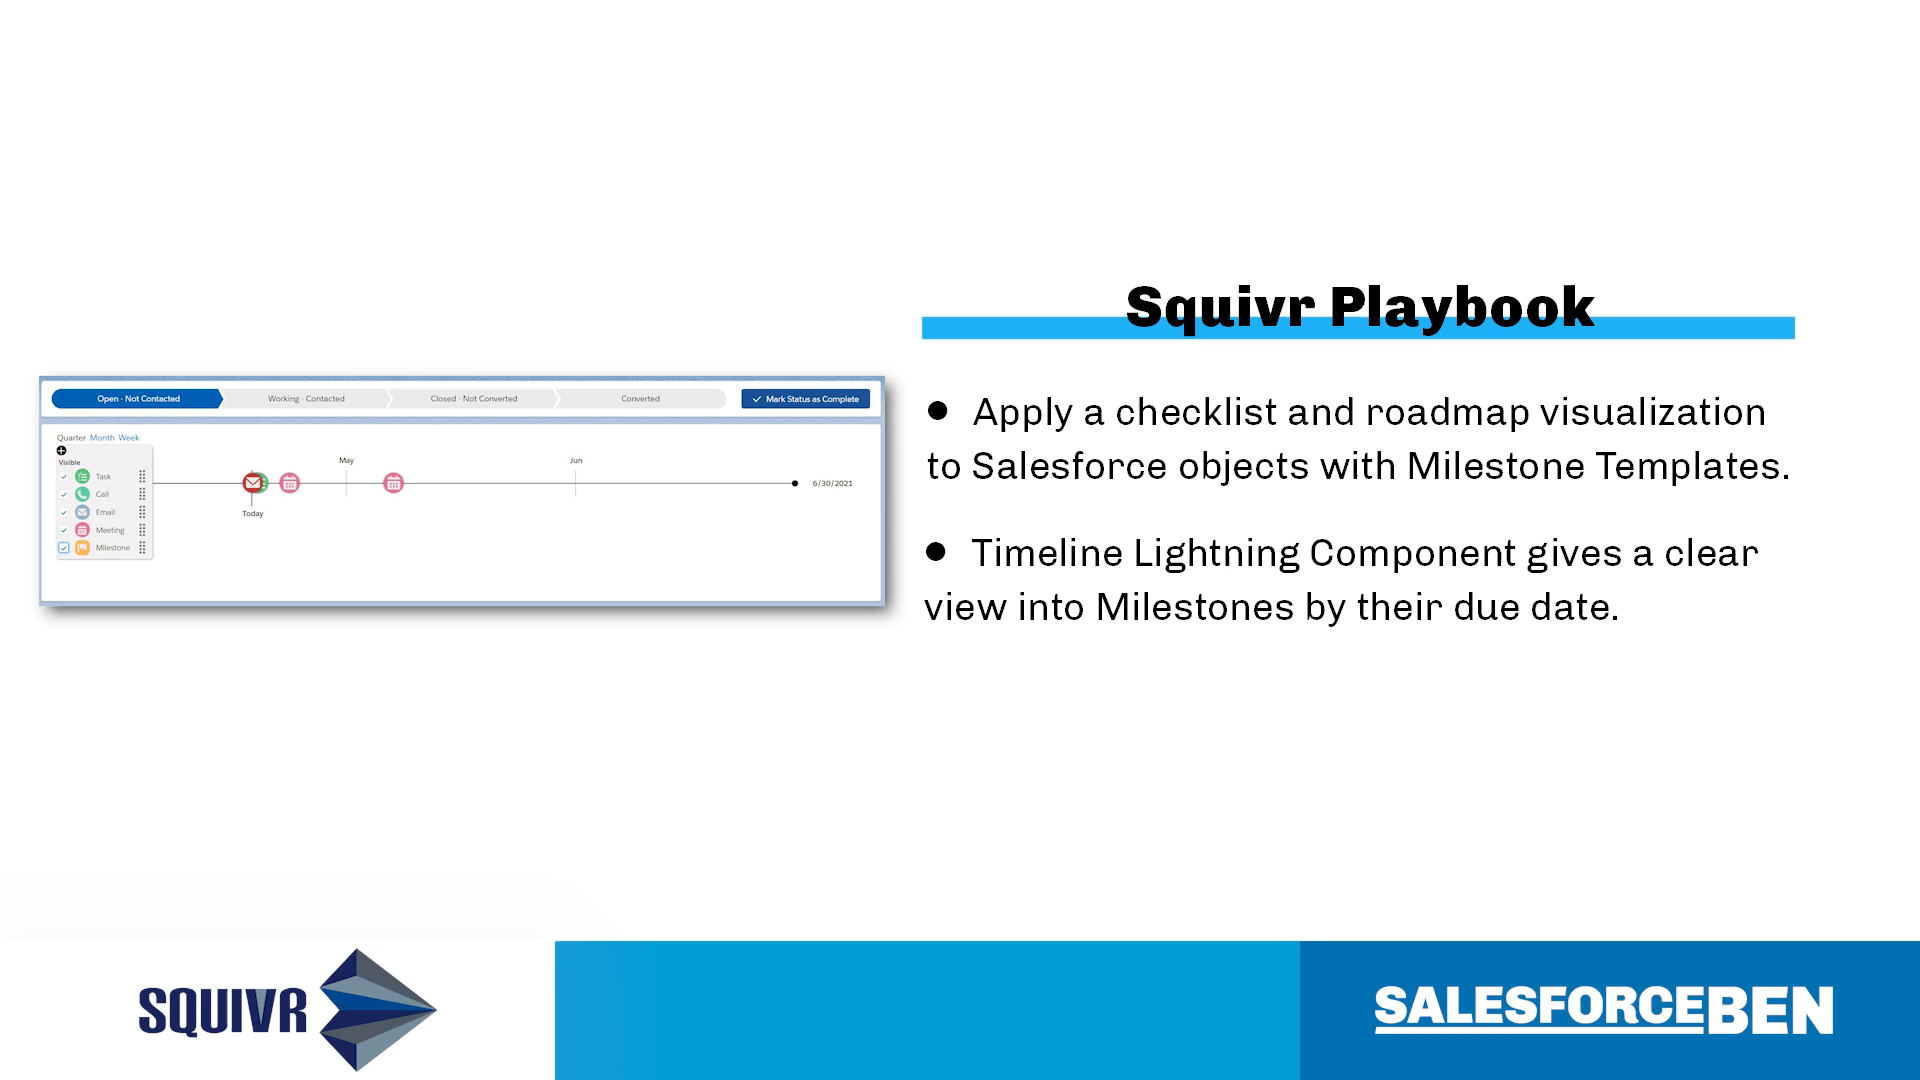 Squivr Playbook
Open - Not Contacted
Working - Contacted
Closed - Not Converted
Converted
Mark Status as Complete
Quarter Month Week
Visible
Task
Call
Email
Meeting
Milestone
May
Jun
Today
6/30/2021
● Apply a checklist and roadmap visualization
to Salesforce objects with Milestone Templates.
● Timeline Lightning Component gives a clear
view into Milestones by their due date.
SQUIVR
SALESFORCEBEN